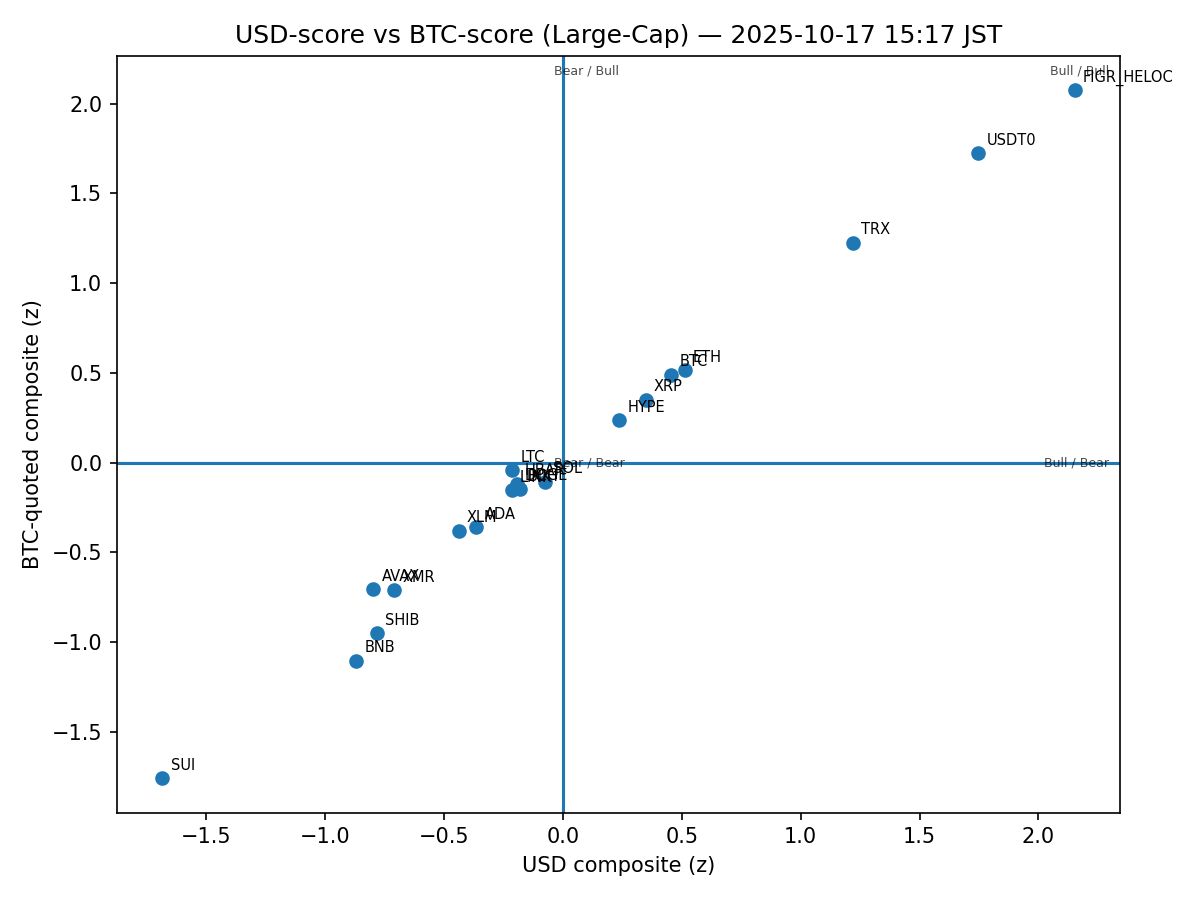 USD-score vs BTC-score (Large-Cap) — 2025-10-17 15:17 JST
Bear / Bull
Bull / Bull
FIGR_HELOC
USDT0
TRX
ETH
BTC
XRP
HYPE
LTC
Bear / Bear
Bull / Bear
SOL
ADA
XLM
AVAX
XMR
SHIB
BNB
SUI
2.0
1.5
1.0
0.5
0.0
−0.5
−1.0
−1.5
BTC-quoted composite (z)
−1.5
−1.0
−0.5
0.0
0.5
1.0
1.5
2.0
USD composite (z)